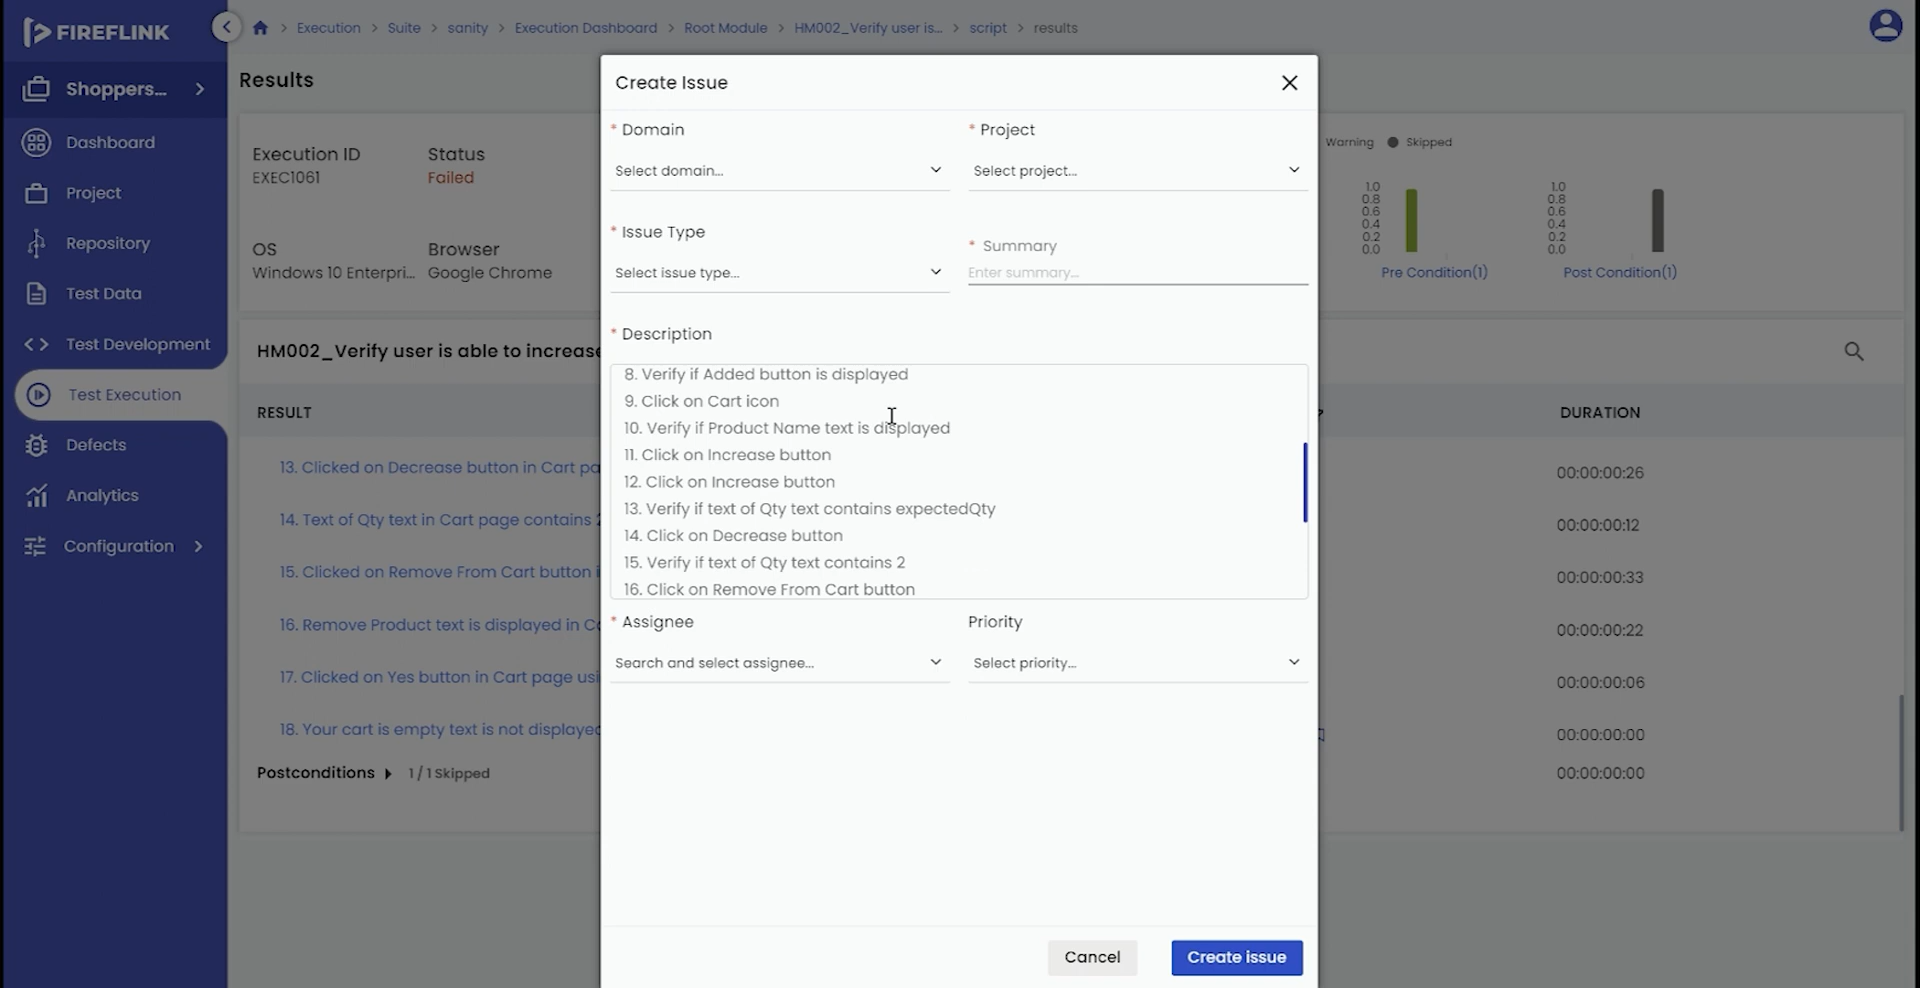 FIREFLINK
Execution > Suite > sanity > Execution Dashboard > Root Module > HM002_Verify user is... > script > results
Shoppers...
Dashboard
Project
Repository
Test Data
Test Development
Test Execution
Defects
Analytics
Configuration
Results
Execution ID
EXEC1061
Status
Failed
OS
Windows 10 Enterpri...
Browser
Google Chrome
Warning
Skipped
1.0
0.8
0.6
0.4
0.2
0.0
Pre Condition(1)
1.0
0.8
0.6
0.4
0.2
0.0
Post Condition(1)
HM002_Verify user is able to increase
RESULT
DURATION
13. Clicked on Decrease button in Cart pa
00:00:00:26
14. Text of Qty text in Cart page contains 2
00:00:00:12
15. Clicked on Remove From Cart button i
00:00:00:33
16. Remove Product text is displayed in Ca
00:00:00:22
17. Clicked on Yes button in Cart page usi
00:00:00:06
18. Your cart is empty text is not displayed
00:00:00:00
Postconditions 1 / 1 Skipped
00:00:00:00
Create Issue
* Domain
Select domain...
* Project
Select project...
* Issue Type
Select issue type...
* Summary
Enter summary...
* Description
8. Verify if Added button is displayed
9. Click on Cart icon
10. Verify if Product Name text is displayed
11. Click on Increase button
12. Click on Increase button
13. Verify if text of Qty text contains expectedQty
14. Click on Decrease button
15. Verify if text of Qty text contains 2
16. Click on Remove From Cart button
* Assignee
Search and select assignee...
Priority
Select priority...
Cancel
Create issue